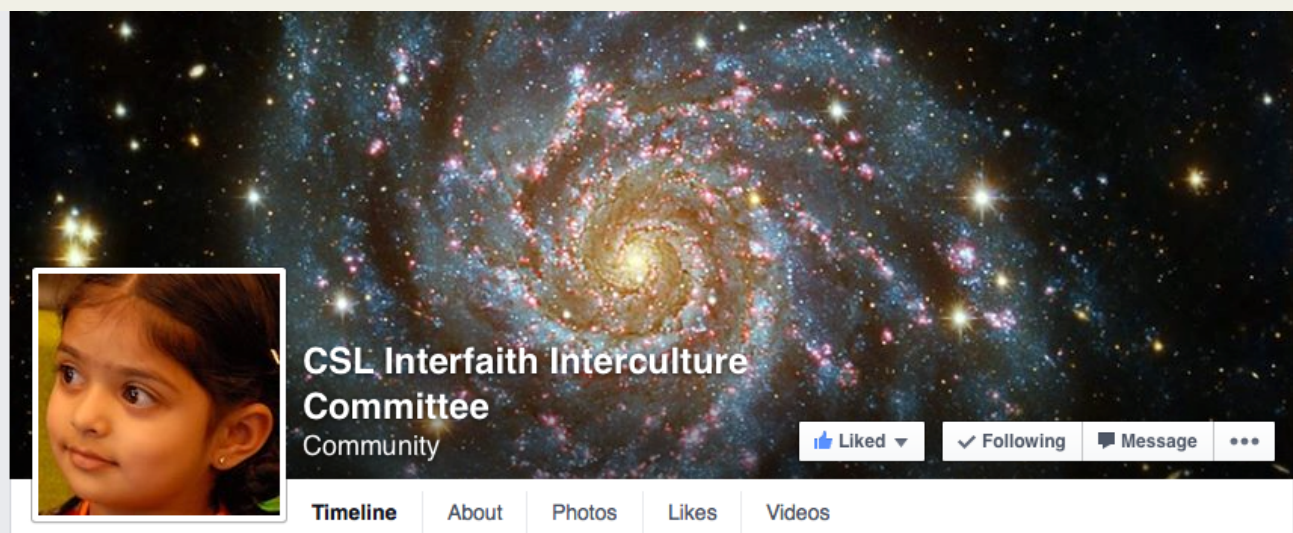 CSL Interfaith Interculture
Committee
Community
Liked
Following
Message
Timeline
About
Photos
Likes
Videos